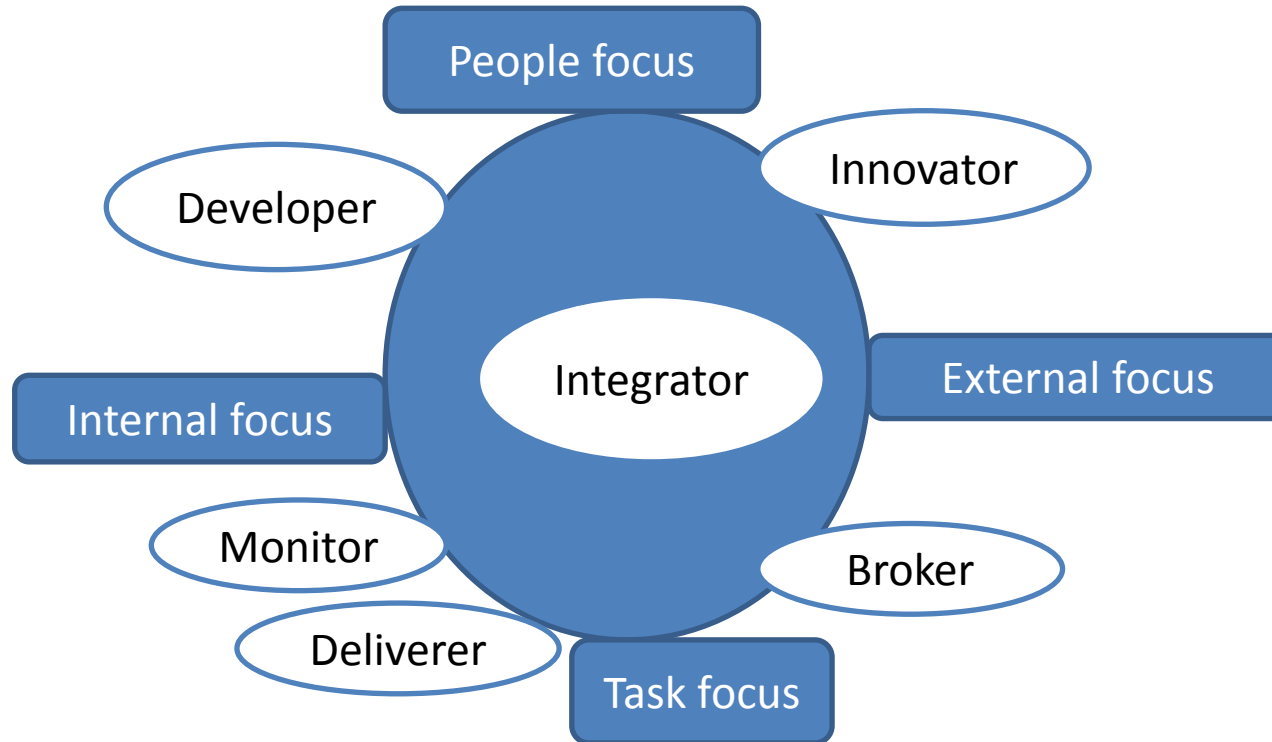 People focus
Innovator
Developer
Integrator
External focus
Internal focus
Monitor
Broker
Deliverer
Task focus